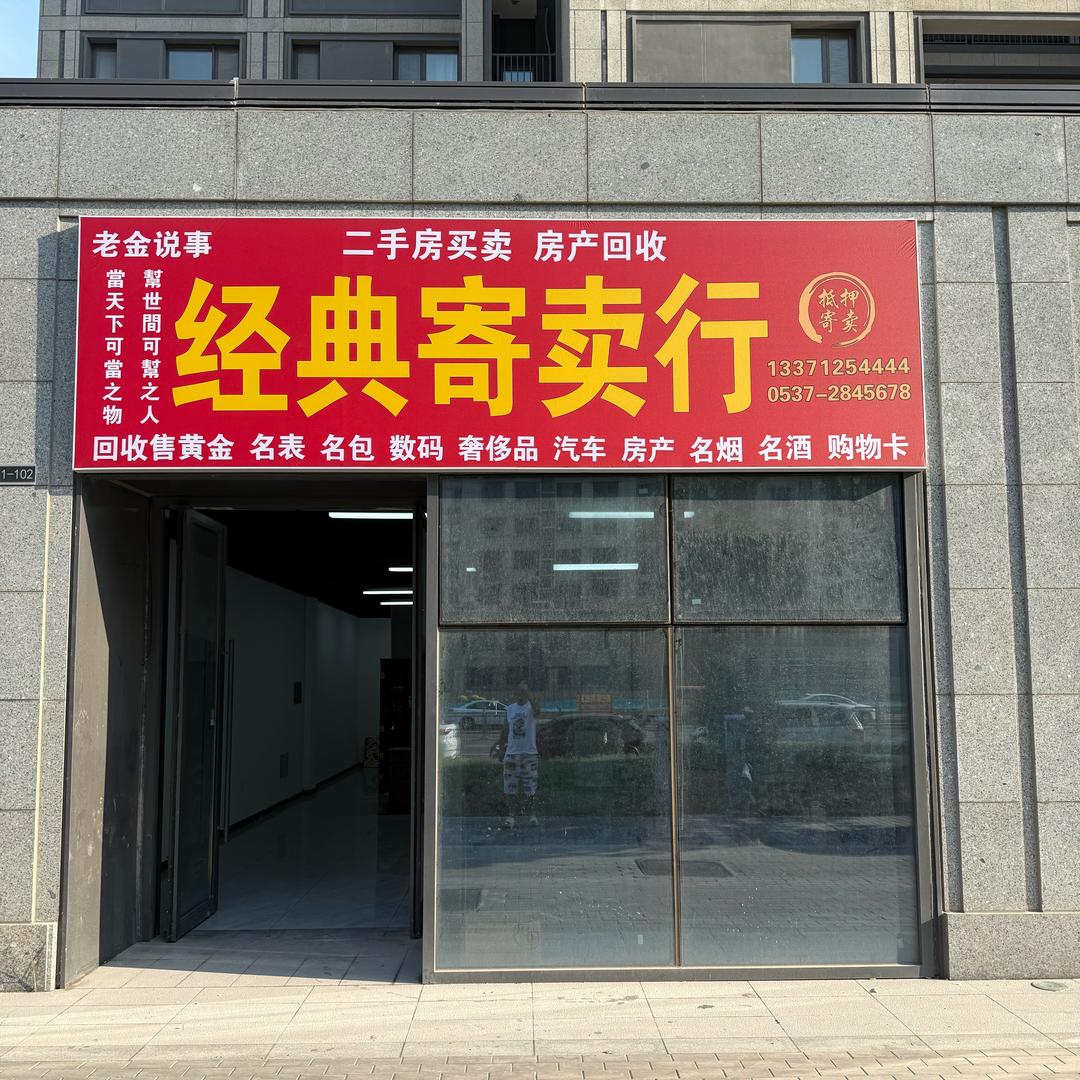 老金说事
二手房买卖 房产回收
幫世間可幫之人
當天下可當之物
经典寄卖行
抵押
寄卖
13371254444
0537-2845678
回收售黄金 名表 名包 数码 奢侈品 汽车 房产 名烟 名酒 购物卡
1-102